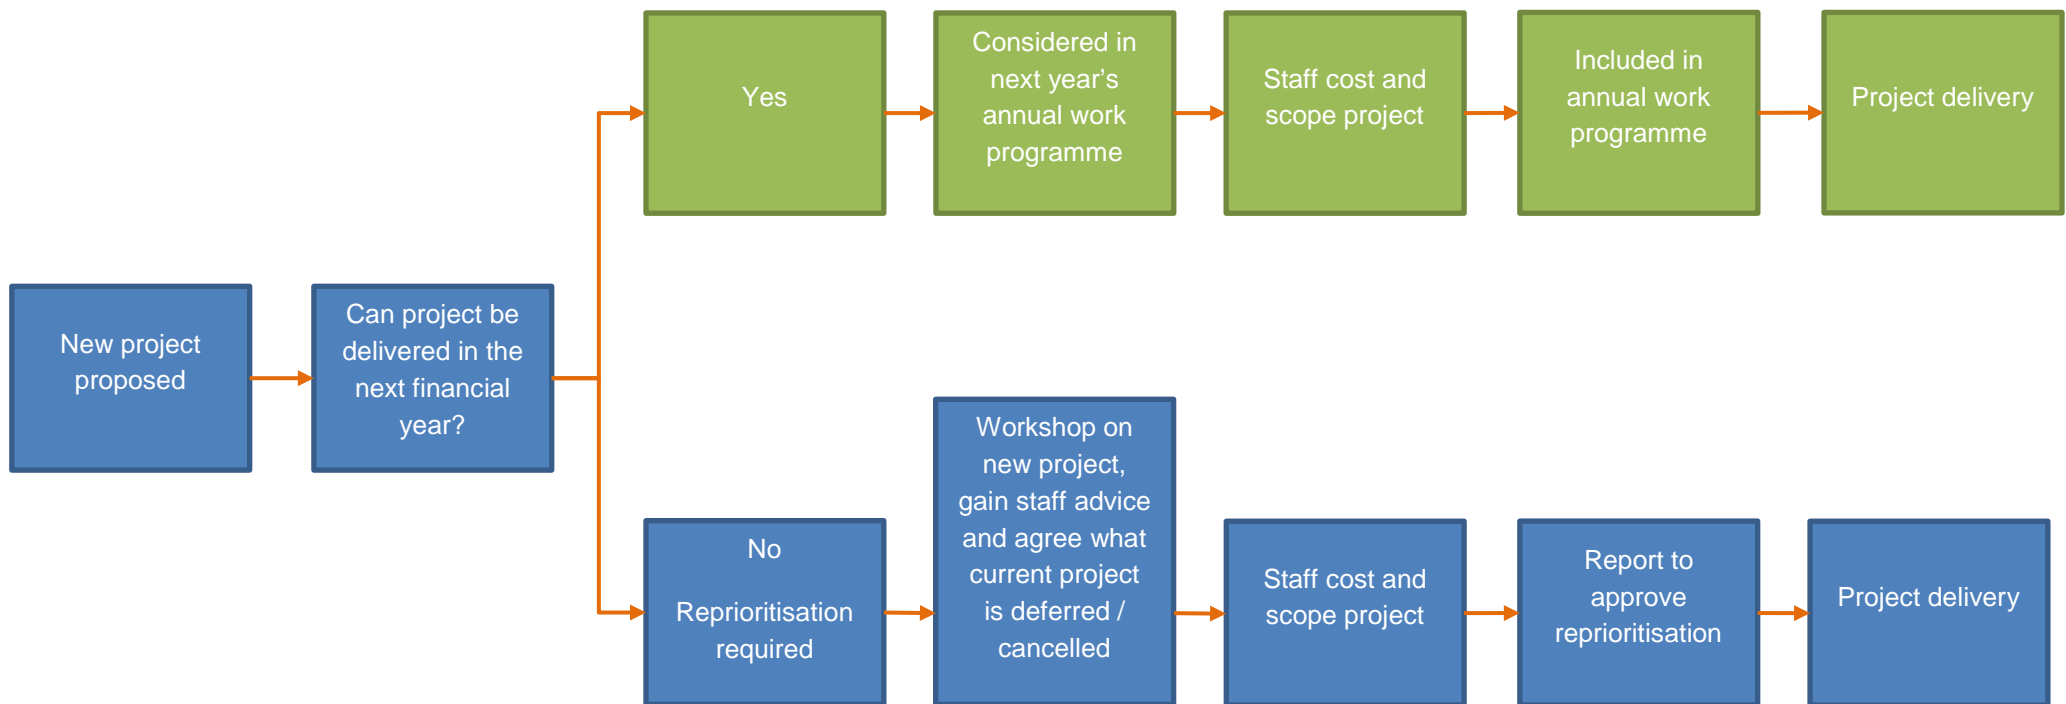 New project
proposed
Can project be
delivered in the
next financial
year?
Yes
Considered in
next year’s
annual work
programme
Staff cost and
scope project
Included in
annual work
programme
Project delivery
No
Reprioritisation
required
Workshop on
new project,
gain staff advice
and agree what
current project
is deferred /
cancelled
Staff cost and
scope project
Report to
approve
reprioritisation
Project delivery